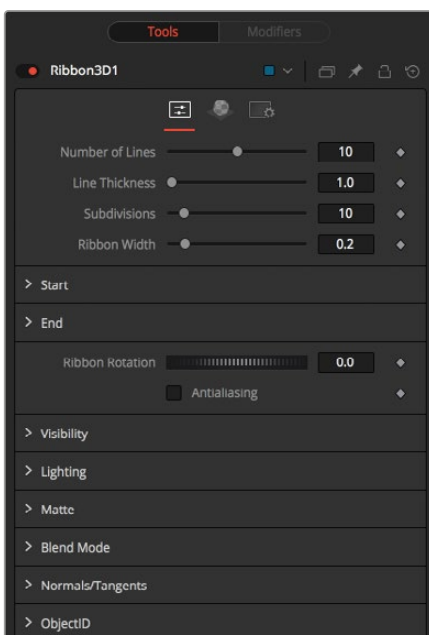 Tools Modifiers
Ribbon3D1
Number of Lines 10
Line Thickness 1.0
Subdivisions 10
Ribbon Width 0.2
> Start
> End
Ribbon Rotation 0.0
Antialiasing
> Visibility
> Lighting
> Matte
> Blend Mode
> Normals/Tangents
> ObjectID